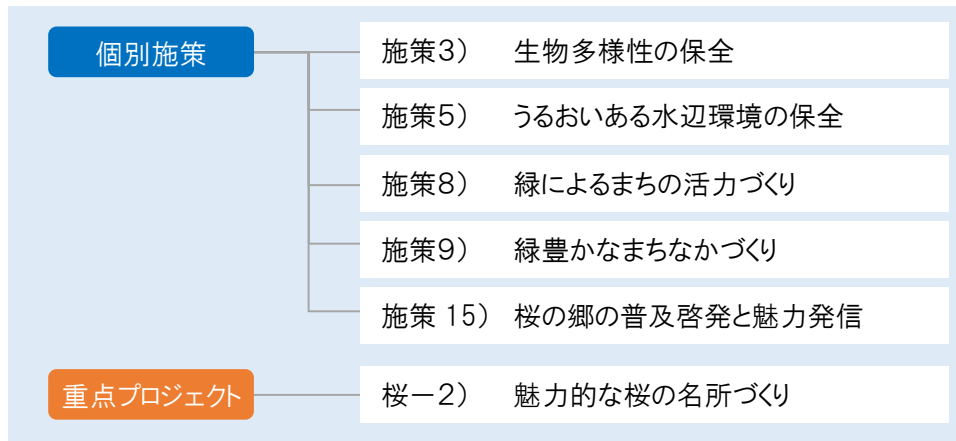 個別施策
施策3） 生物多様性の保全
施策5） うるおいある水辺環境の保全
施策8） 緑によるまちの活力づくり
施策9） 緑豊かなまちなかづくり
施策 15） 桜の郷の普及啓発と魅力発信
重点プロジェクト
桜－2） 魅力的な桜の名所づくり